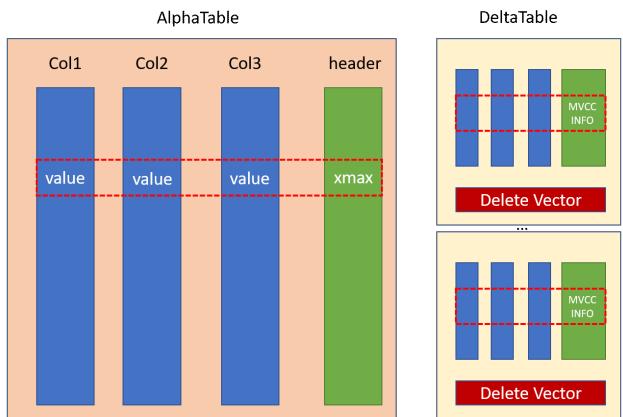 AlphaTable
Col1 Col2 Col3 header
value value value xmax
DeltaTable
MVCC
INFO
Delete Vector
...
MVCC
INFO
Delete Vector